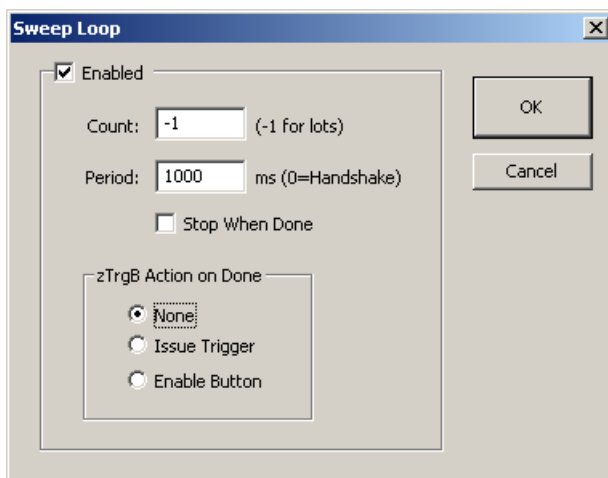 Sweep Loop
Enabled
Count: -1 (-1 for lots)
Period: 1000 ms (0=Handshake)
Stop When Done
zTrgB Action on Done
None
Issue Trigger
Enable Button
OK
Cancel